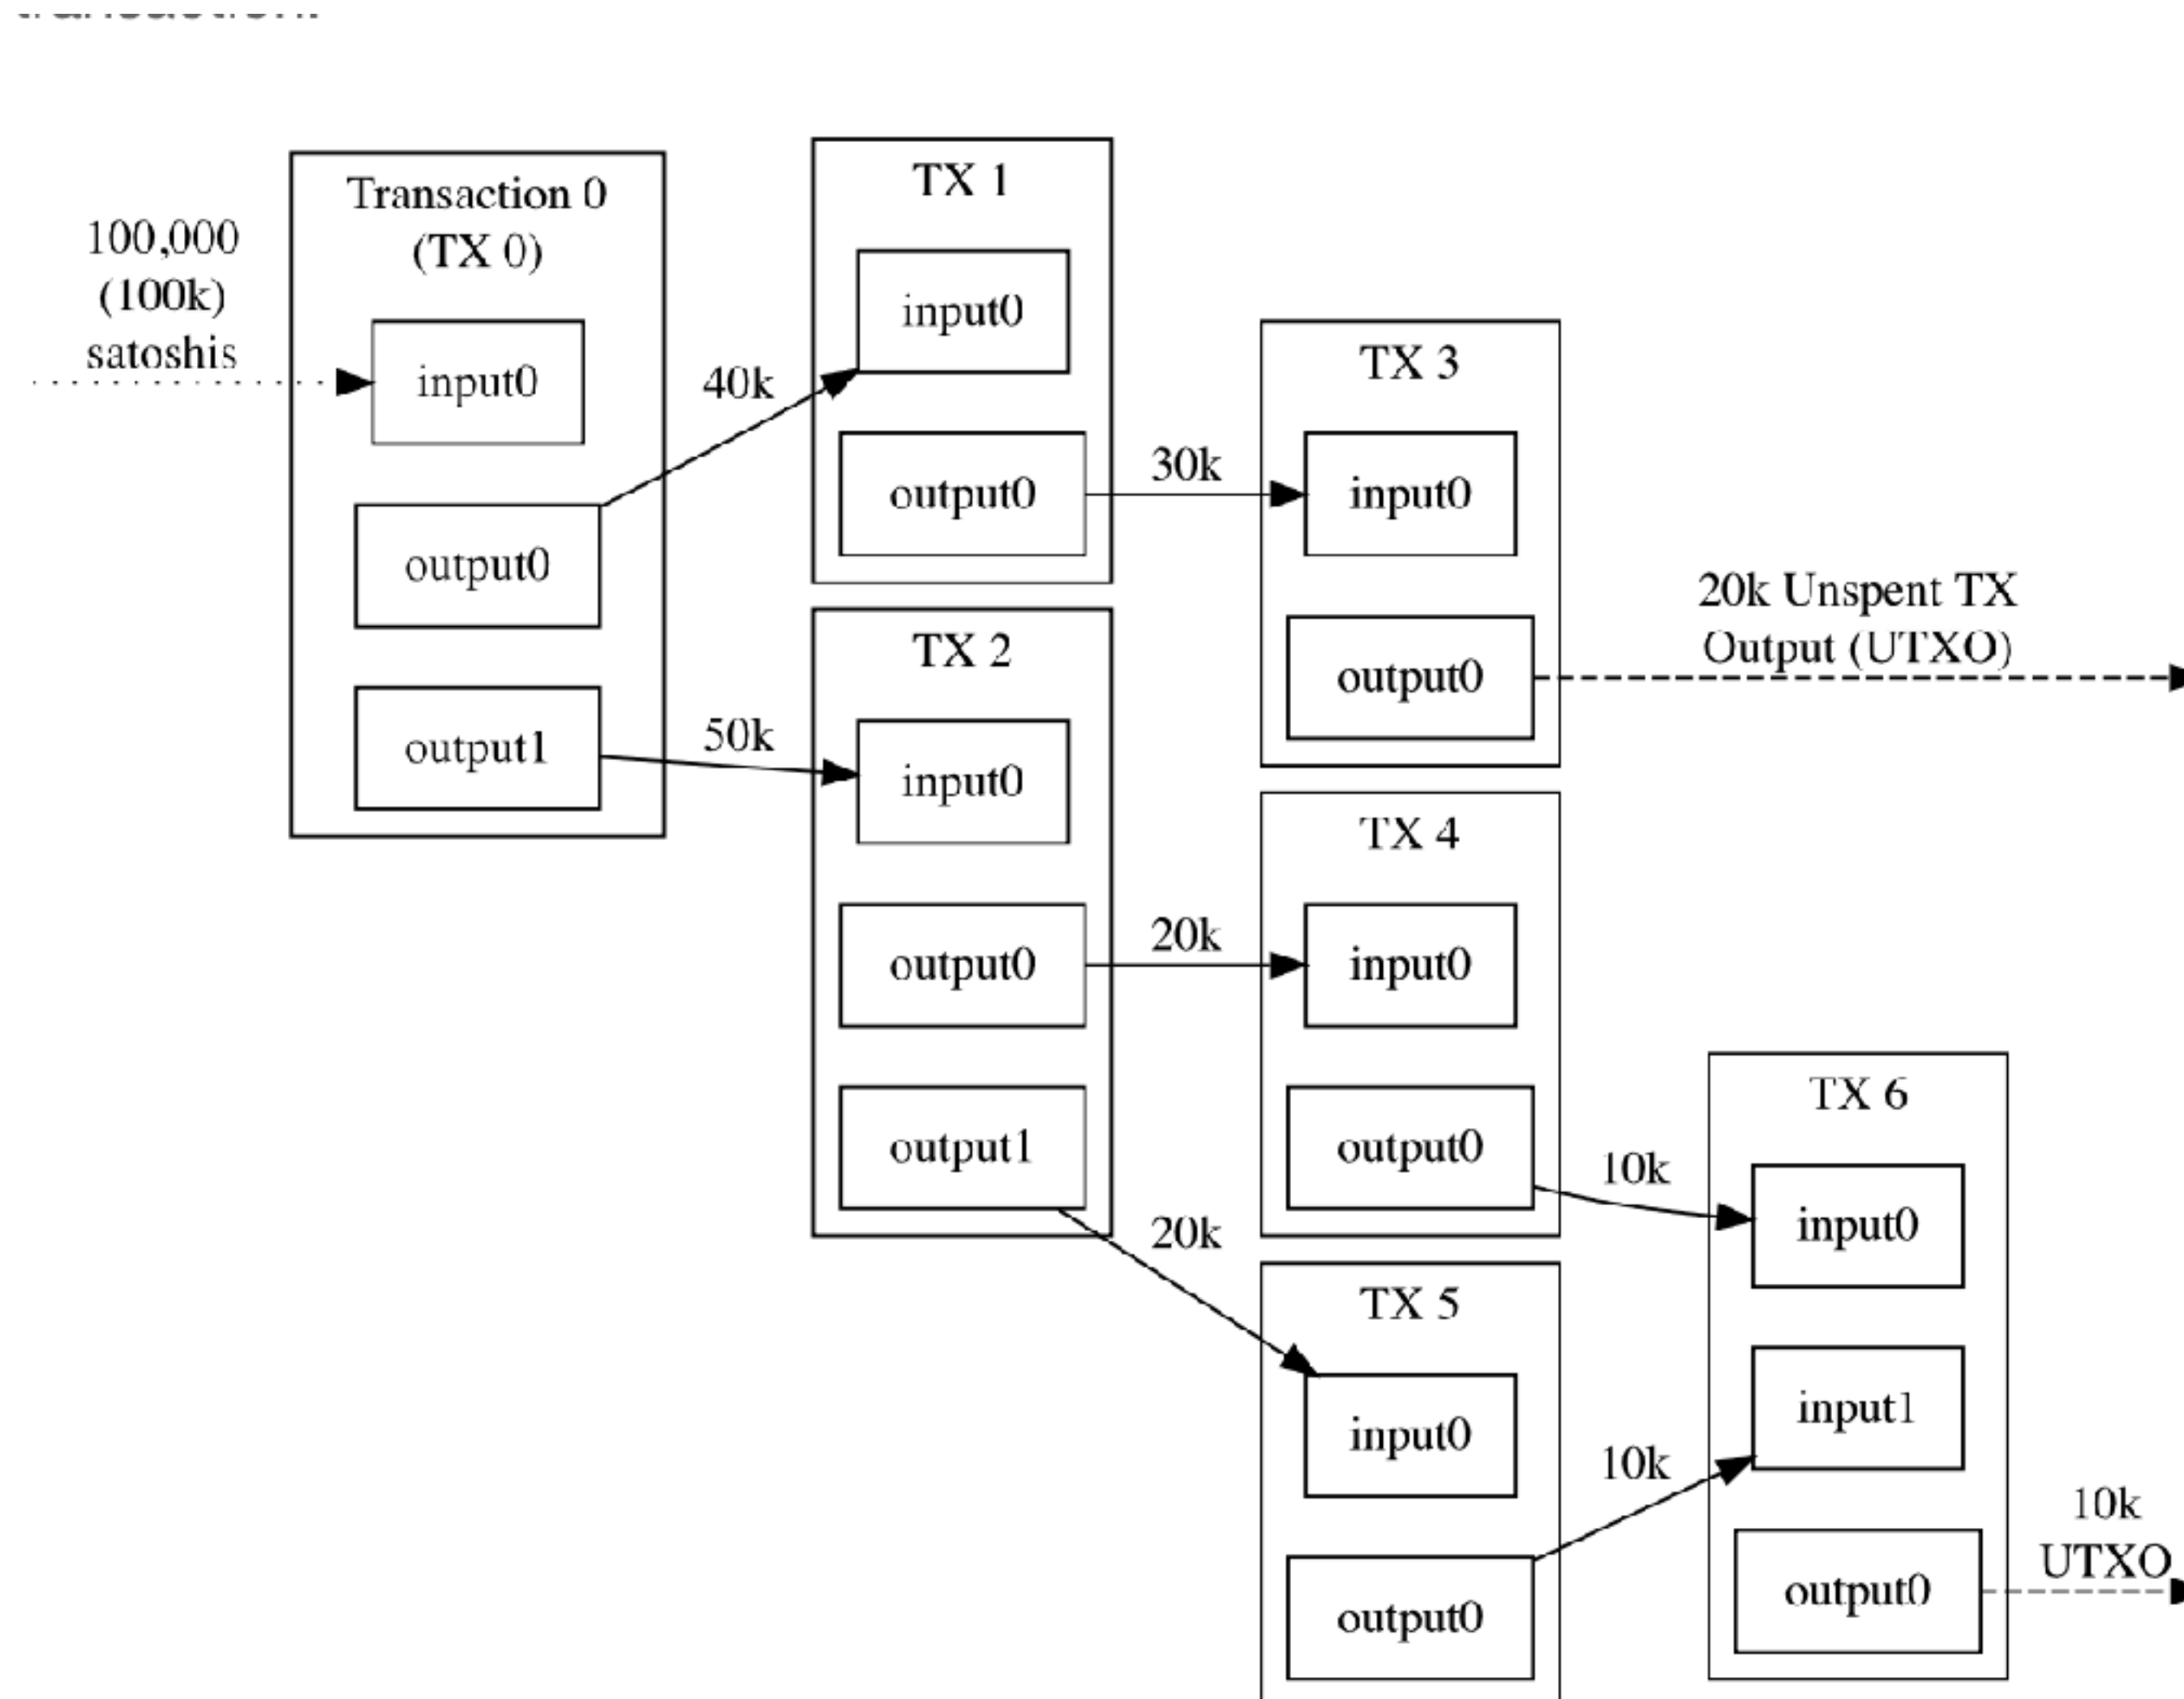 100,000
(100k)
satoshis
Transaction 0
(TX 0)
input0
output0
output1
40k
50k
TX 1
input0
output0
TX 2
input0
output0
output1
30k
20k
20k
TX 3
input0
output0
TX 4
input0
output0
TX 5
input0
output0
20k Unspent TX
Output (UTXO)
10k
10k
TX 6
input0
input1
output0
10k
UTXO